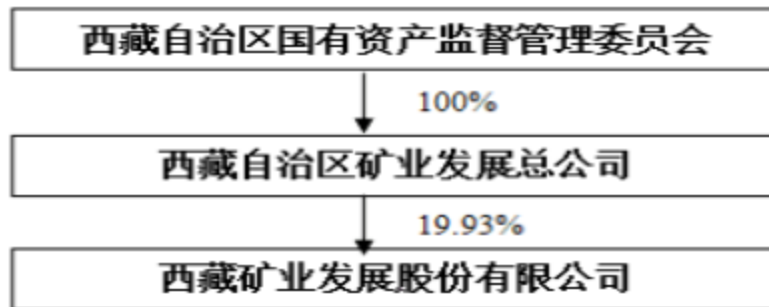 西藏自治区国有资产监督管理委员会
100%
西藏自治区矿业发展总公司
19.93%
西藏矿业发展股份有限公司